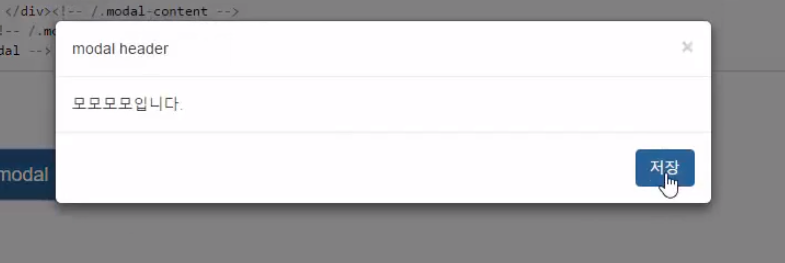 </div><!-- /.modal-content -->
!-- /.mo
dal -->
modal header ×
모모모모입니다.
modal
저장